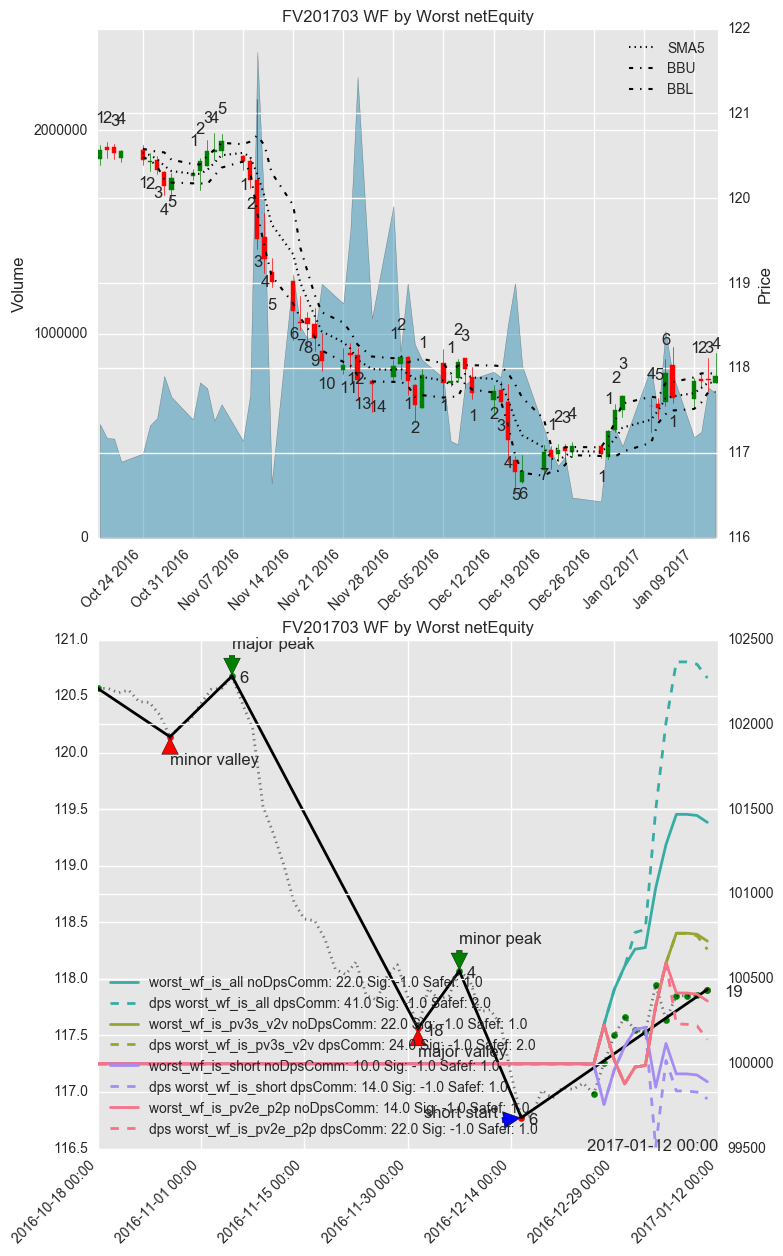 FV201703 WF by Worst netEquity
SMA5
BBU
BBL
122
121
120
119
118
117
116
Price
2000000
1000000
0
Volume
Oct 24 2016
Oct 31 2016
Nov 07 2016
Nov 14 2016
Nov 21 2016
Nov 28 2016
Dec 05 2016
Dec 12 2016
Dec 19 2016
Dec 26 2016
Jan 02 2017
Jan 09 2017
FV201703 WF by Worst netEquity
121.0
120.5
120.0
119.5
119.0
118.5
118.0
117.5
117.0
116.5
102500
102000
101500
101000
100500
100000
99500
major peak
6
minor valley
minor peak
4
18
major valley
short start
6
19
worst_wf_is_all noDpsComm: 22.0 Sig: -1.0 Safef: 1.0
dps worst_wf_is_all dpsComm: 41.0 Sig: -1.0 Safef: 2.0
worst_wf_is_pv3s_v2v noDpsComm: 22.0 Sig: -1.0 Safef: 1.0
dps worst_wf_is_pv3s_v2v dpsComm: 24.0 Sig: -1.0 Safef: 2.0
worst_wf_is_short noDpsComm: 10.0 Sig: -1.0 Safef: 1.0
dps worst_wf_is_short dpsComm: 14.0 Sig: -1.0 Safef: 1.0
worst_wf_is_pv2e_p2p noDpsComm: 14.0 Sig: -1.0 Safef: 1.0
dps worst_wf_is_pv2e_p2p dpsComm: 22.0 Sig: -1.0 Safef: 1.0
2017-01-12 00:00
2016-10-18 00:00
2016-11-01 00:00
2016-11-15 00:00
2016-11-30 00:00
2016-12-14 00:00
2016-12-29 00:00
2017-01-12 00:00